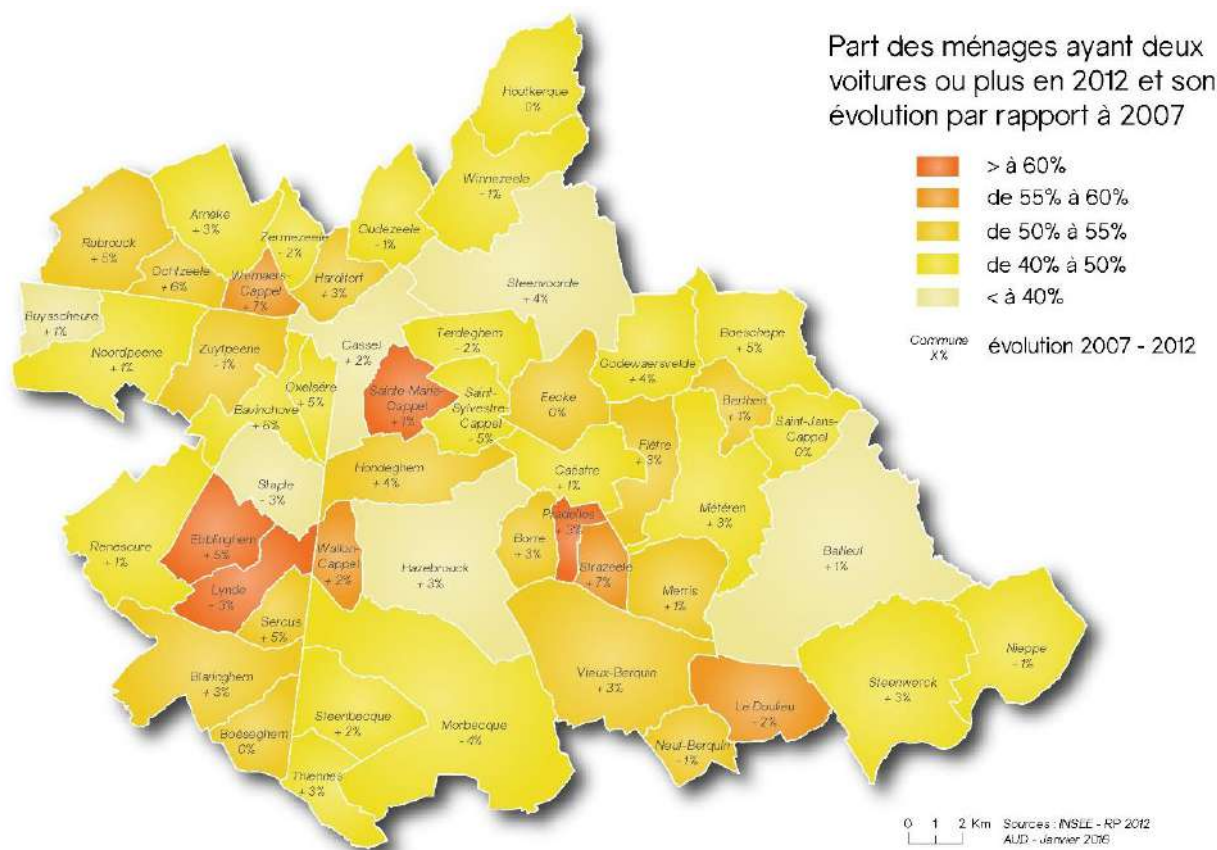 Part des ménages ayant deux
voitures ou plus en 2012 et son
évolution par rapport à 2007
> à 60%
de 55% à 60%
de 50% à 55%
de 40% à 50%
< à 40%
Commune
X%
évolution 2007 - 2012
Houtkerque
0%
Winnezeele
- 1%
Oudezeele
- 1%
Arneke
+ 3%
Zermezeele
- 2%
Rubrouck
+ 5%
Ochtzeele
+ 6%
Wemaers-
Cappel
+ 7%
Hardifort
+ 3%
Steenvoorde
+ 4%
Buysscheure
+ 1%
Noordpeene
+ 1%
Zuytpeene
- 1%
Cassel
+ 2%
Terdeghem
- 2%
Godewaersvelde
+ 4%
Boeschepe
+ 5%
Oxelaëre
+ 5%
Bavinchove
+ 6%
Sainte-Marie-
Cappel
+ 1%
Saint-
Sylvestre-
Cappel
- 5%
Eecke
0%
Berthen
+ 1%
Saint-Jans-
Cappel
0%
Flêtre
+ 3%
Hondeghem
+ 4%
Caëstre
+ 1%
Staple
- 3%
Météren
+ 3%
Renescure
+ 1%
Ebblinghem
+ 5%
Wallon-
Cappel
+ 2%
Hazebrouck
+ 3%
Borre
+ 3%
Pradelles
+ 3%
Strazeele
+ 7%
Bailleul
+ 1%
Lynde
- 3%
Merris
+ 1%
Sercus
+ 5%
Nieppe
- 1%
Blaringhem
+ 3%
Vieux-Berquin
+ 3%
Steenwerck
+ 3%
Le Doulieu
- 2%
Steenbecque
+ 2%
Morbecque
- 4%
Boëseghem
0%
Neuf-Berquin
- 1%
Thiennes
+ 3%
0 1 2 Km
Sources : INSEE - RP 2012
AUD - Janvier 2016